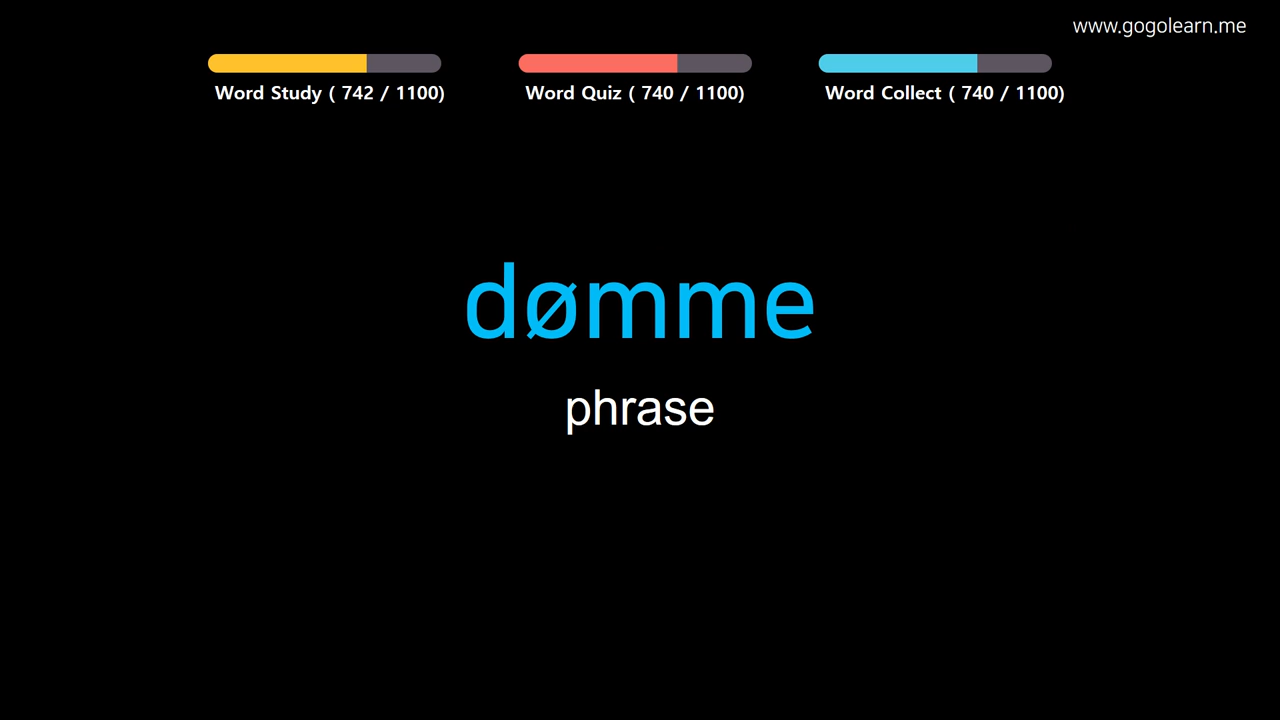 www.gogolearn.me
Word Study ( 742 / 1100)
Word Quiz ( 740 / 1100)
Word Collect ( 740 / 1100)
dømme
phrase